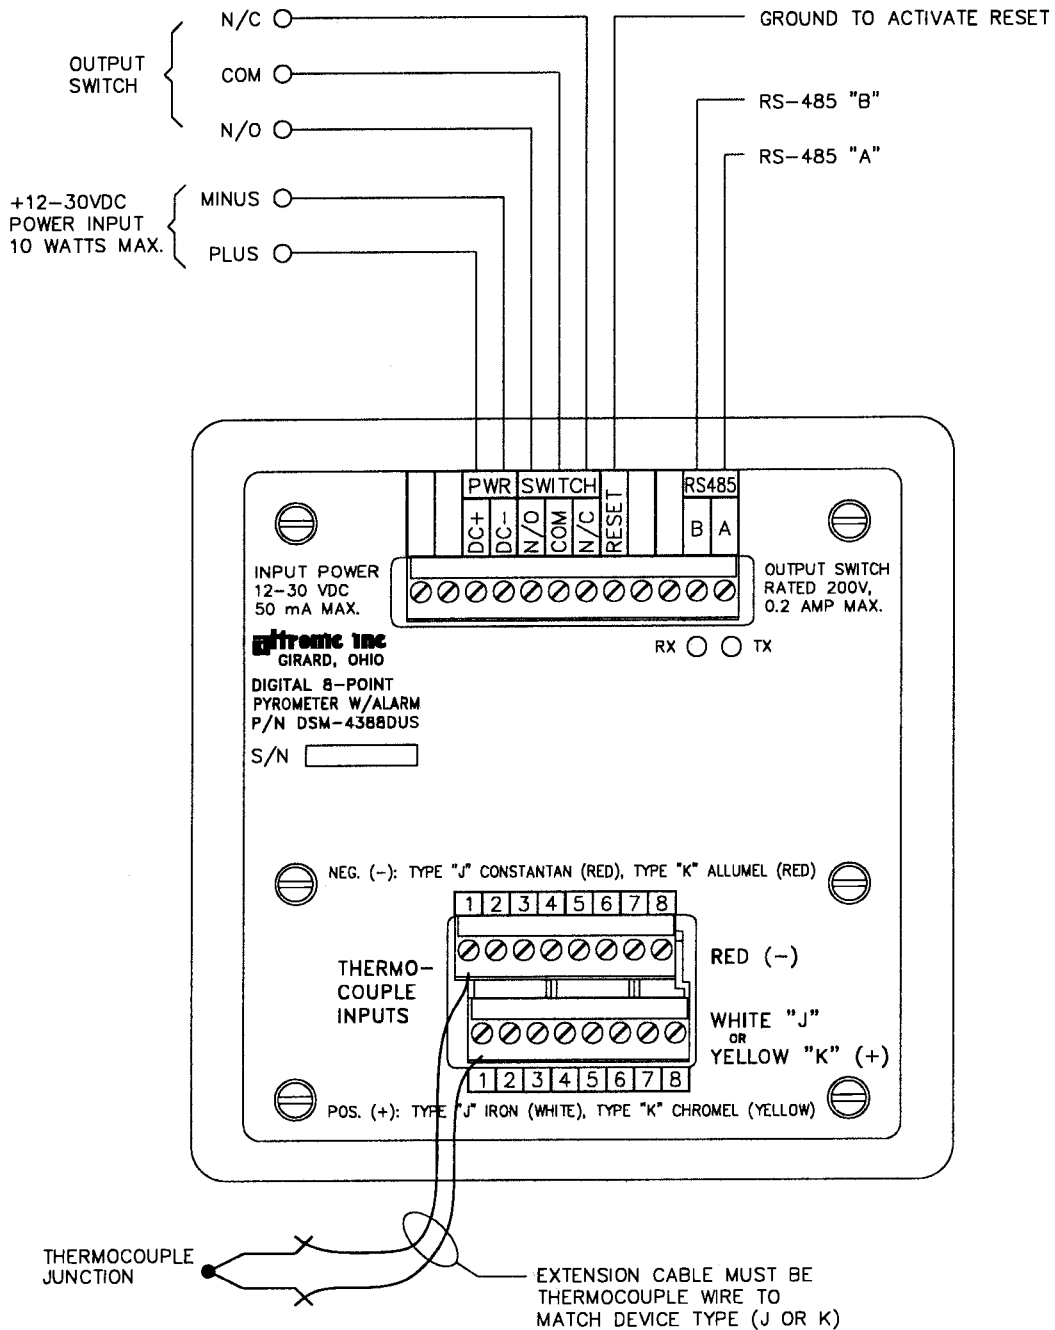 N/C
GROUND TO ACTIVATE RESET
OUTPUT
SWITCH
COM
N/O
RS-485 "B"
RS-485 "A"
+12-30VDC
POWER INPUT
10 WATTS MAX.
MINUS
PLUS
PWR SWITCH RS485
DC+ DC- N/O COM N/C RESET B A
INPUT POWER
12-30 VDC
50 mA MAX.
OUTPUT SWITCH
RATED 200V,
0.2 AMP MAX.
altronic inc
GIRARD, OHIO
RX TX
DIGITAL 8-POINT
PYROMETER W/ALARM
P/N DSM-4388DUS
S/N
NEG. (-): TYPE "J" CONSTANTAN (RED), TYPE "K" ALLUMEL (RED)
1 2 3 4 5 6 7 8
THERMO-
COUPLE
INPUTS
RED (-)
WHITE "J"
OR
YELLOW "K" (+)
1 2 3 4 5 6 7 8
POS. (+): TYPE "J" IRON (WHITE), TYPE "K" CHROMEL (YELLOW)
THERMOCOUPLE
JUNCTION
EXTENSION CABLE MUST BE
THERMOCOUPLE WIRE TO
MATCH DEVICE TYPE (J OR K)